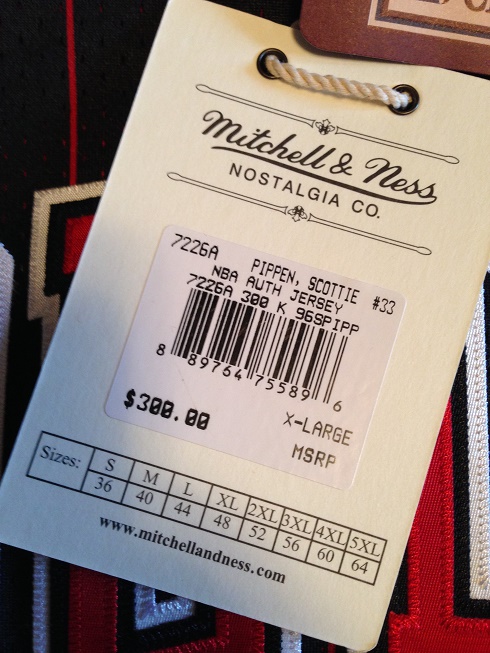 Mitchell & Ness
NOSTALGIA CO.
7226A PIPPEN, SCOTTIE #33
NBA AUTH JERSEY
7226A 300 K 96SPIPP
8 89764 75589 6
$300.00 X-LARGE
MSRP
Sizes: S M L XL 2XL 3XL 4XL 5XL
36 40 44 48 52 56 60 64
www.mitchellandness.com